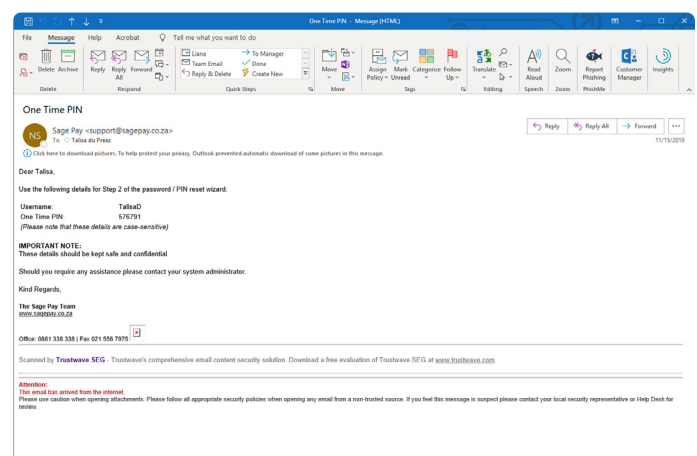 One Time PIN - Message (HTML)
File Message Help Acrobat Tell me what you want to do
Delete Archive
Reply Reply All Forward
Liana
Team Email
Reply & Delete
To Manager
Done
Create New
Move
Assign Policy Mark Unread Categorize Follow Up
Translate
Read Aloud
Zoom
Report Phishing
Customer Manager
Insights
Delete Respond Quick Steps Move Tags Editing Speech Zoom PhishMe
One Time PIN
NS
Sage Pay <support@sagepay.co.za>
To Talisa du Preez
Reply Reply All Forward
11/15/2019
Click here to download pictures. To help protect your privacy, Outlook prevented automatic download of some pictures in this message.
Dear Talisa,
Use the following details for Step 2 of the password / PIN reset wizard:
Username: TalisaD
One Time PIN: 576791
(Please note that these details are case-sensitive)
IMPORTANT NOTE:
These details should be kept safe and confidential.
Should you require any assistance please contact your system administrator.
Kind Regards,
The Sage Pay Team
www.sagepay.co.za
Office: 0861 338 338 | Fax 021 556 7975
Scanned by Trustwave SEG - Trustwave's comprehensive email content security solution. Download a free evaluation of Trustwave SEG at www.trustwave.com
Attention:
This email has arrived from the internet
Please use caution when opening attachments. Please follow all appropriate security policies when opening any email from a non-trusted source. If you feel this message is suspect please contact your local security representative or Help Desk for
review.